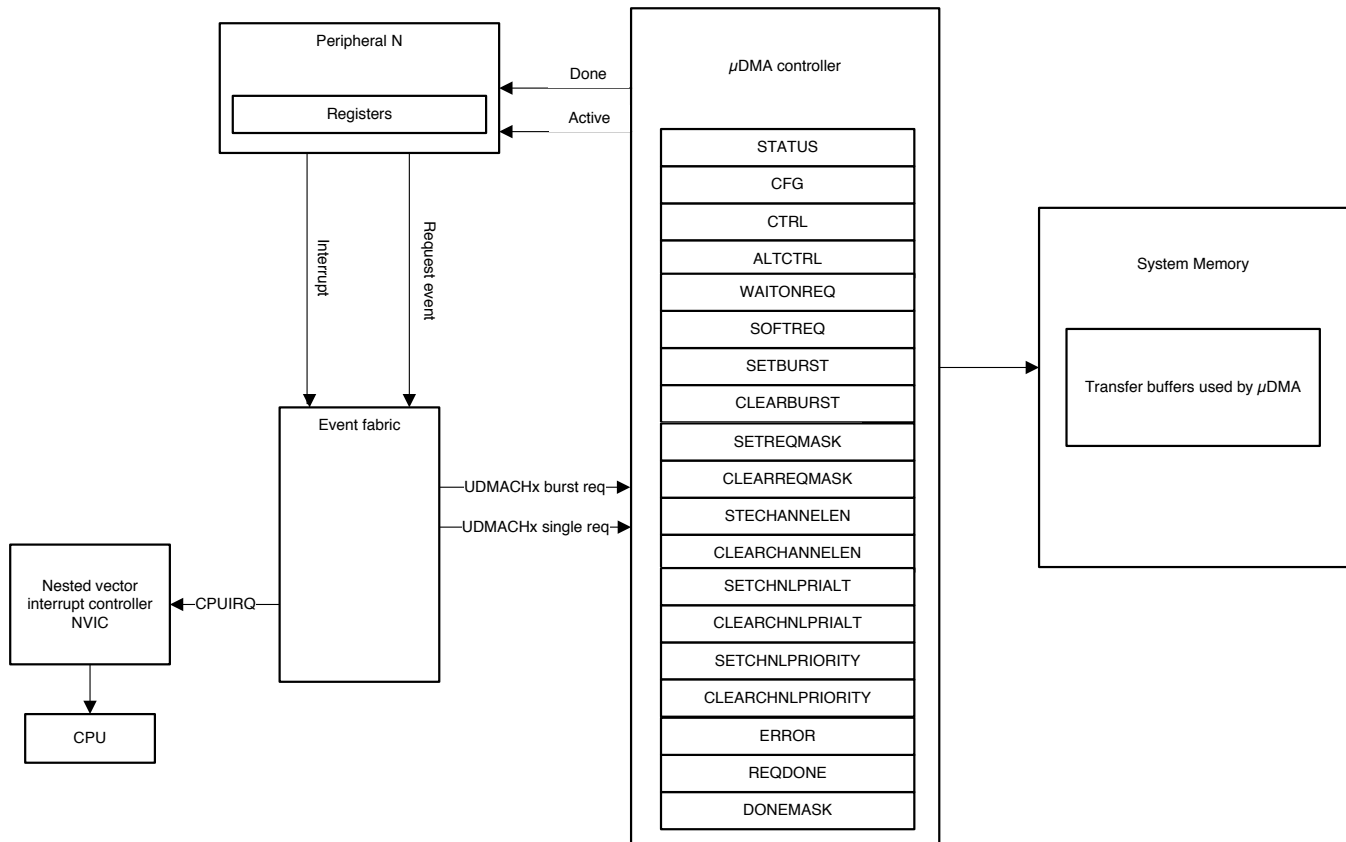 Peripheral N
Registers
Done
Active
Interrupt
Request event
Event fabric
UDMACHx burst req
UDMACHx single req
CPUIRQ
Nested vector
interrupt controller
NVIC
CPU
µDMA controller
STATUS
CFG
CTRL
ALTCTRL
WAITONREQ
SOFTREQ
SETBURST
CLEARBURST
SETREQMASK
CLEARREQMASK
STECHANNELEN
CLEARCHANNELEN
SETCHNLPRIALT
CLEARCHNLPRIALT
SETCHNLPRIORITY
CLEARCHNLPRIORITY
ERROR
REQDONE
DONEMASK
System Memory
Transfer buffers used by µDMA